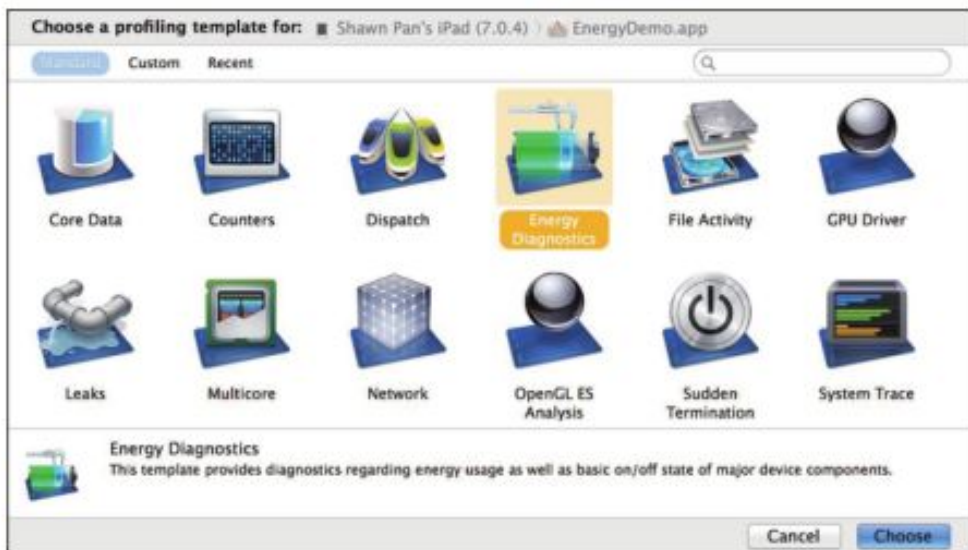 Choose a profiling template for: Shawn Pan's iPad (7.0.4) EnergyDemo.app
Standard Custom Recent
Core Data Counters Dispatch Energy Diagnostics File Activity GPU Driver
Leaks Multicore Network OpenGL ES Analysis Sudden Termination System Trace
Energy Diagnostics
This template provides diagnostics regarding energy usage as well as basic on/off state of major device components.
Cancel Choose